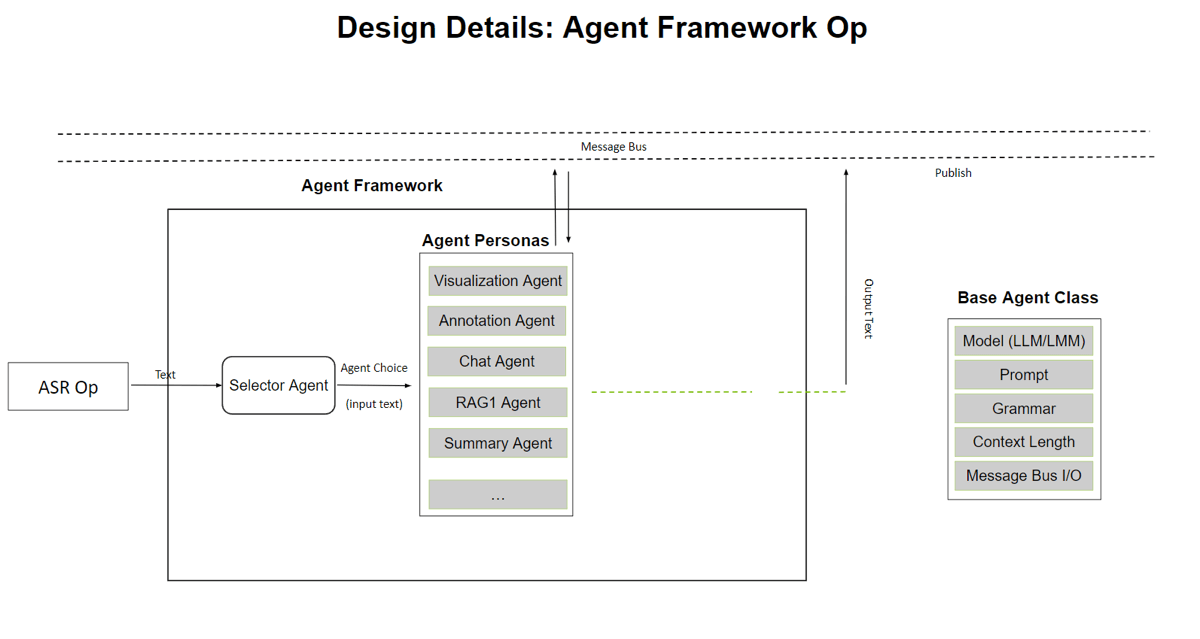 Design Details: Agent Framework Op
Message Bus
Publish
Agent Framework
Agent Personas
Visualization Agent
Annotation Agent
Chat Agent
RAG1 Agent
Summary Agent
...
ASR Op
Text
Selector Agent
Agent Choice
(input text)
Output Text
Base Agent Class
Model (LLM/LMM)
Prompt
Grammar
Context Length
Message Bus I/O